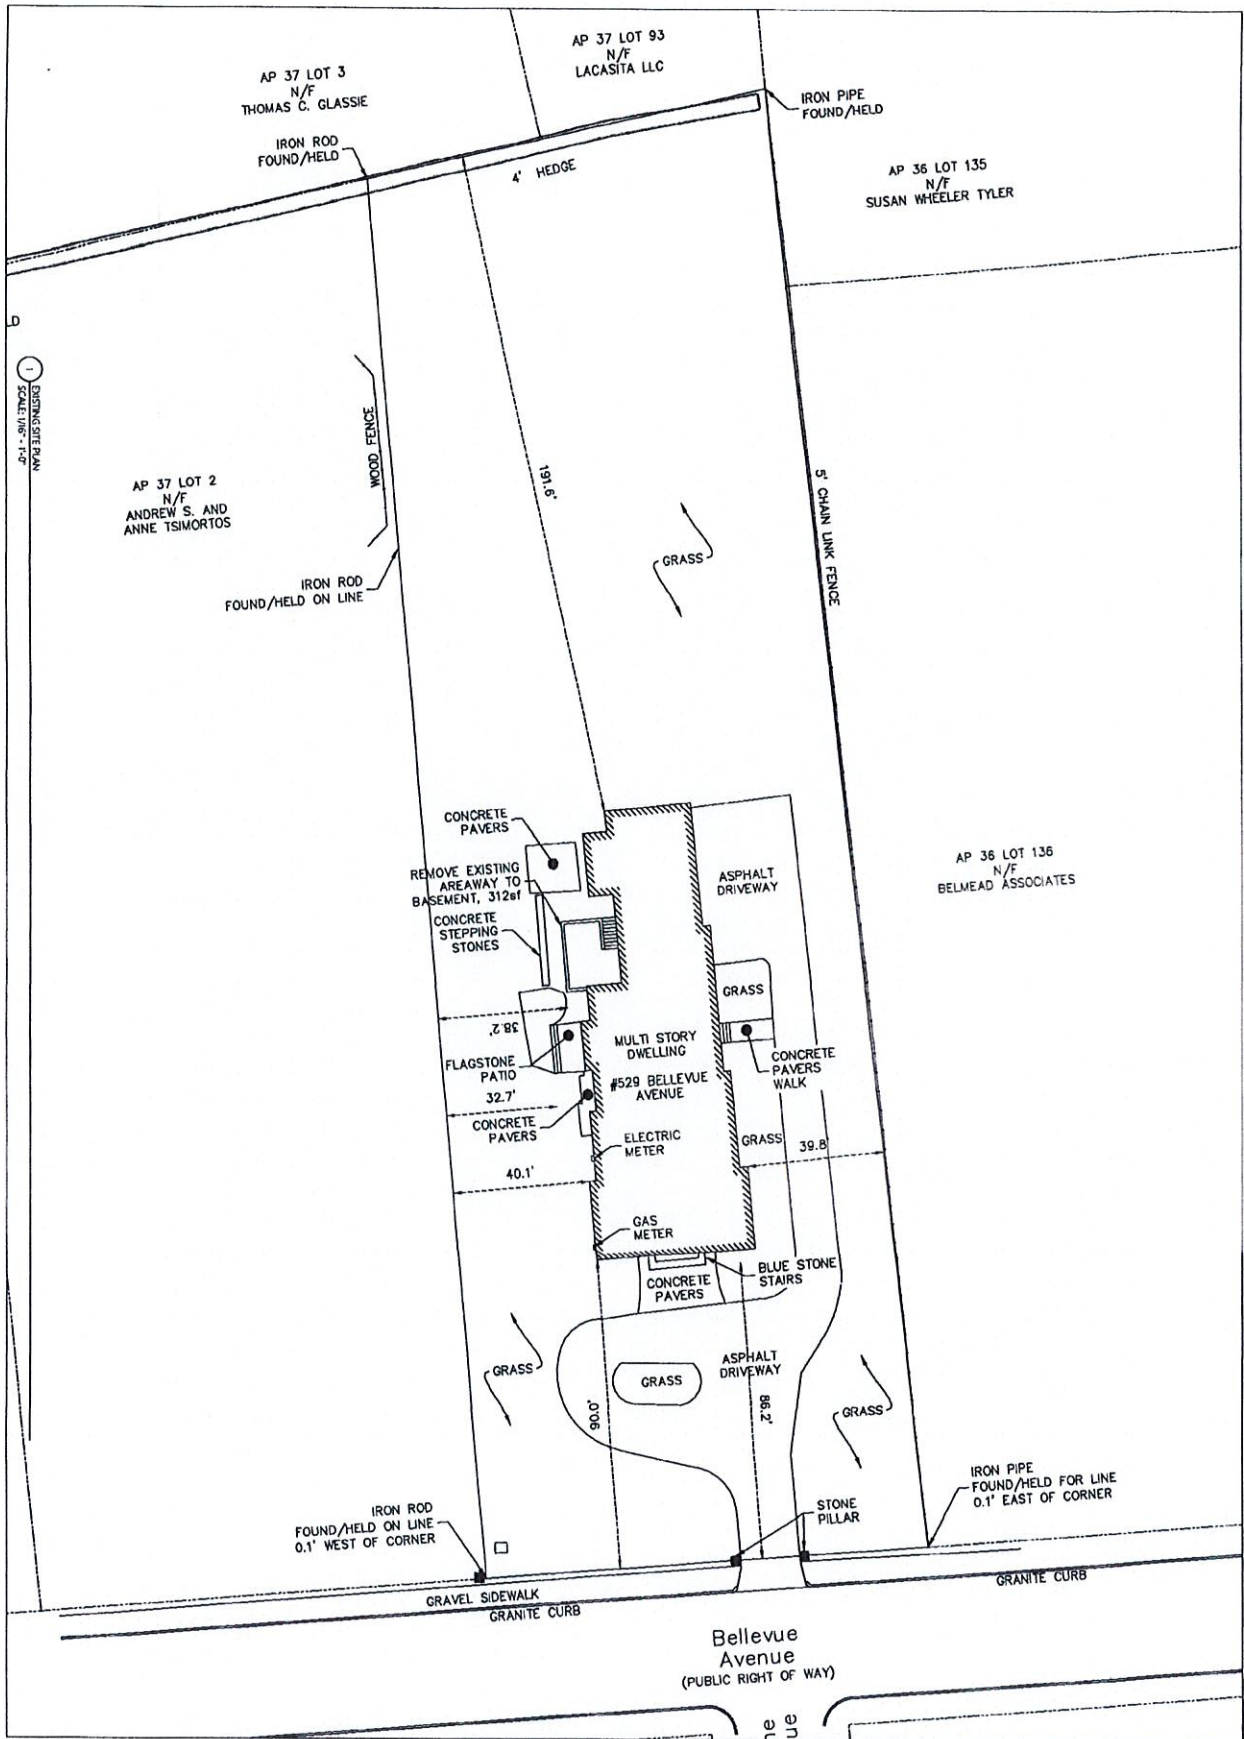 AP 37 LOT 93
N/F
LACASITA LLC
AP 37 LOT 3
N/F
THOMAS C. GLASSIE
IRON PIPE
FOUND/HELD
IRON ROD
FOUND/HELD
4' HEDGE
AP 36 LOT 135
N/F
SUSAN WHEELER TYLER
LD
1
EXISTING SITE PLAN
SCALE: 1/16" = 1'-0"
WOOD FENCE
191.6'
5' CHAIN LINK FENCE
AP 37 LOT 2
N/F
ANDREW S. AND
ANNE TSIMORTOS
GRASS
IRON ROD
FOUND/HELD ON LINE
CONCRETE
PAVERS
REMOVE EXISTING
AREAWAY TO
BASEMENT, 312sf
CONCRETE
STEPPING
STONES
ASPHALT
DRIVEWAY
AP 36 LOT 136
N/F
BELMEAD ASSOCIATES
GRASS
38.2'
MULTI STORY
DWELLING
#529 BELLEVUE
AVENUE
FLAGSTONE
PATIO
CONCRETE
PAVERS
WALK
32.7'
CONCRETE
PAVERS
ELECTRIC
METER
GRASS
39.8
40.1'
GAS
METER
BLUE STONE
STAIRS
CONCRETE
PAVERS
GRASS
ASPHALT
DRIVEWAY
GRASS
90.0'
86.2'
GRASS
IRON PIPE
FOUND/HELD FOR LINE
0.1' EAST OF CORNER
IRON ROD
FOUND/HELD ON LINE
0.1' WEST OF CORNER
STONE
PILLAR
GRAVEL SIDEWALK
GRANITE CURB
GRANITE CURB
Bellevue
Avenue
(PUBLIC RIGHT OF WAY)
ne
ue